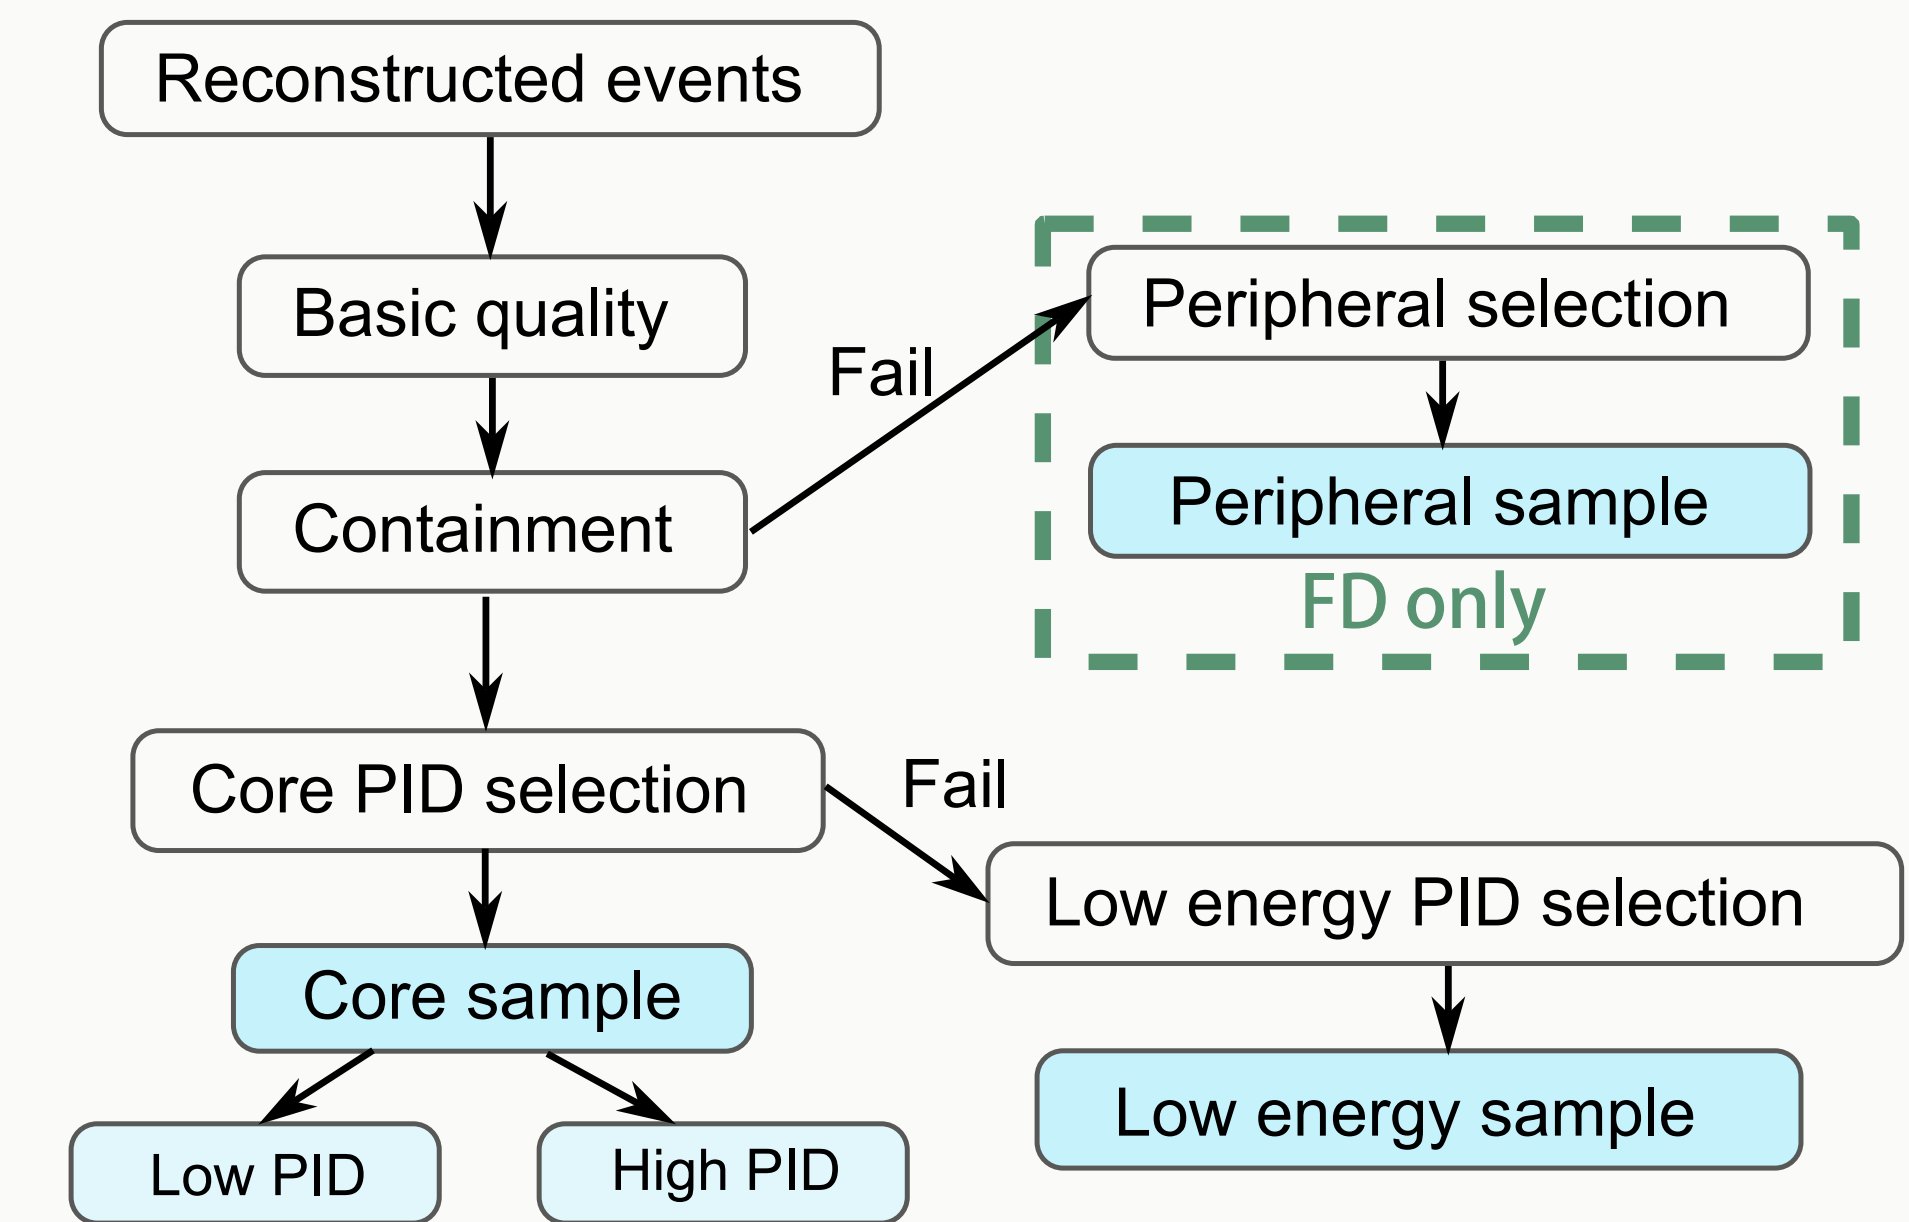 Reconstructed events
Basic quality
Fail
Peripheral selection
Containment
Peripheral sample
FD only
Core PID selection
Fail
Low energy PID selection
Core sample
Low energy sample
Low PID
High PID